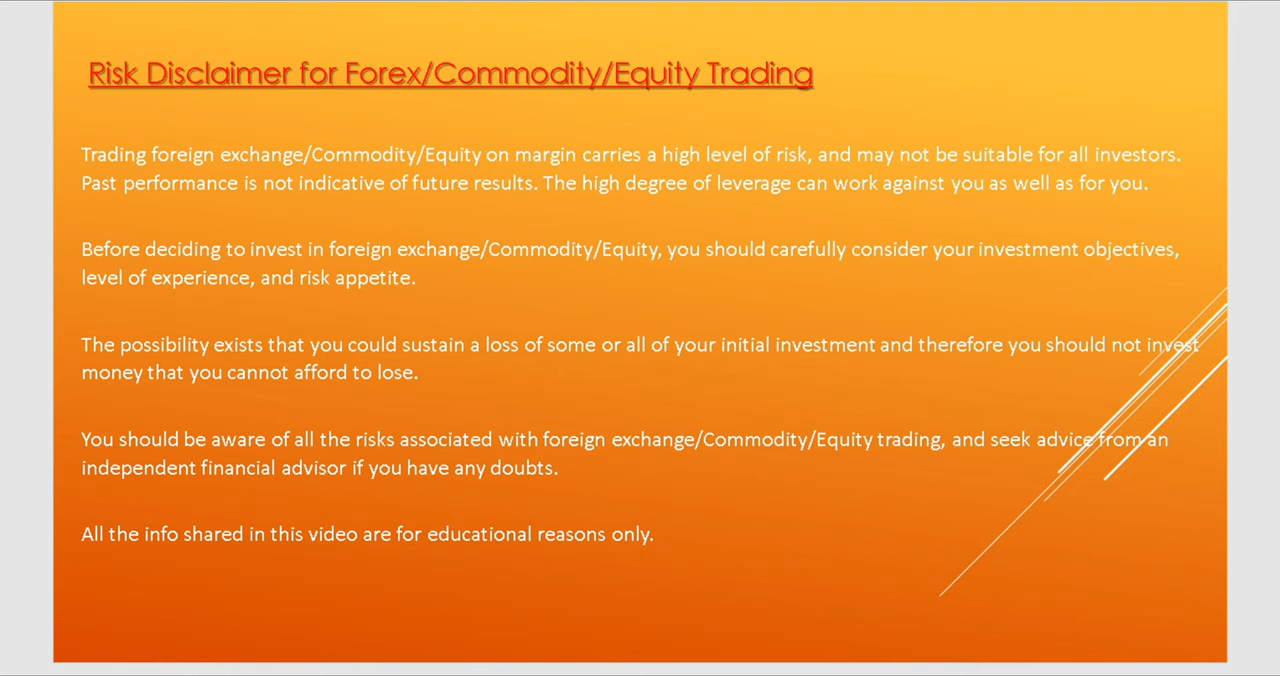 Risk Disclaimer for Forex/Commodity/Equity Trading
Trading foreign exchange/Commodity/Equity on margin carries a high level of risk, and may not be suitable for all investors.
Past performance is not indicative of future results. The high degree of leverage can work against you as well as for you.
Before deciding to invest in foreign exchange/Commodity/Equity, you should carefully consider your investment objectives,
level of experience, and risk appetite.
The possibility exists that you could sustain a loss of some or all of your initial investment and therefore you should not invest
money that you cannot afford to lose.
You should be aware of all the risks associated with foreign exchange/Commodity/Equity trading, and seek advice from an
independent financial advisor if you have any doubts.
All the info shared in this video are for educational reasons only.